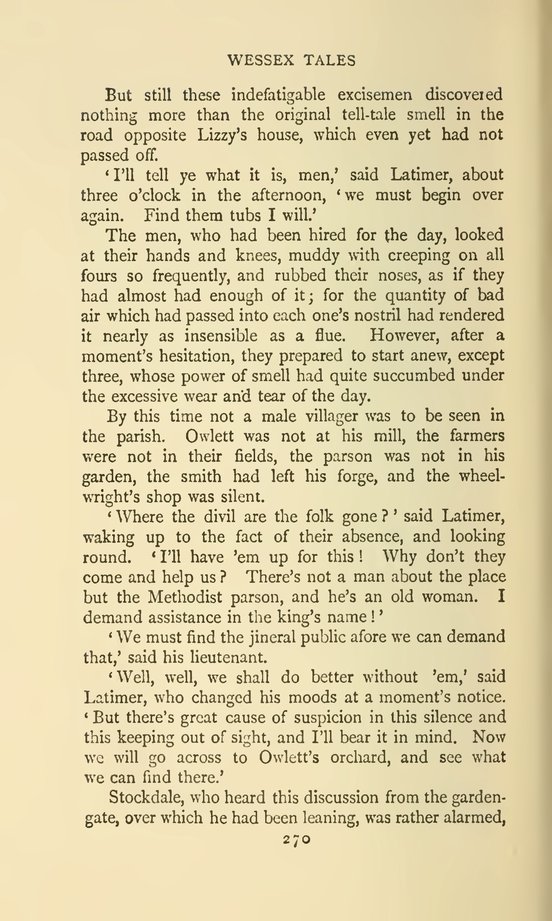 WESSEX TALES
But still these indefatigable excisemen discovered
nothing more than the original tell-tale smell in the
road opposite Lizzy's house, which even yet had not
passed off.
‘I'll tell ye what it is, men,’ said Latimer, about
three o'clock in the afternoon, ‘we must begin over
again. Find them tubs I will.’
The men, who had been hired for the day, looked
at their hands and knees, muddy with creeping on all
fours so frequently, and rubbed their noses, as if they
had almost had enough of it; for the quantity of bad
air which had passed into each one's nostril had rendered
it nearly as insensible as a flue. However, after a
moment's hesitation, they prepared to start anew, except
three, whose power of smell had quite succumbed under
the excessive wear and tear of the day.
By this time not a male villager was to be seen in
the parish. Owlett was not at his mill, the farmers
were not in their fields, the parson was not in his
garden, the smith had left his forge, and the wheel-
wright's shop was silent.
‘Where the divil are the folk gone?’ said Latimer,
waking up to the fact of their absence, and looking
round. ‘I'll have 'em up for this! Why don't they
come and help us? There's not a man about the place
but the Methodist parson, and he's an old woman. I
demand assistance in the king's name!’
‘We must find the jineral public afore we can demand
that,’ said his lieutenant.
‘Well, well, we shall do better without 'em,’ said
Latimer, who changed his moods at a moment's notice.
‘But there's great cause of suspicion in this silence and
this keeping out of sight, and I'll bear it in mind. Now
we will go across to Owlett's orchard, and see what
we can find there.’
Stockdale, who heard this discussion from the garden-
gate, over which he had been leaning, was rather alarmed,
270